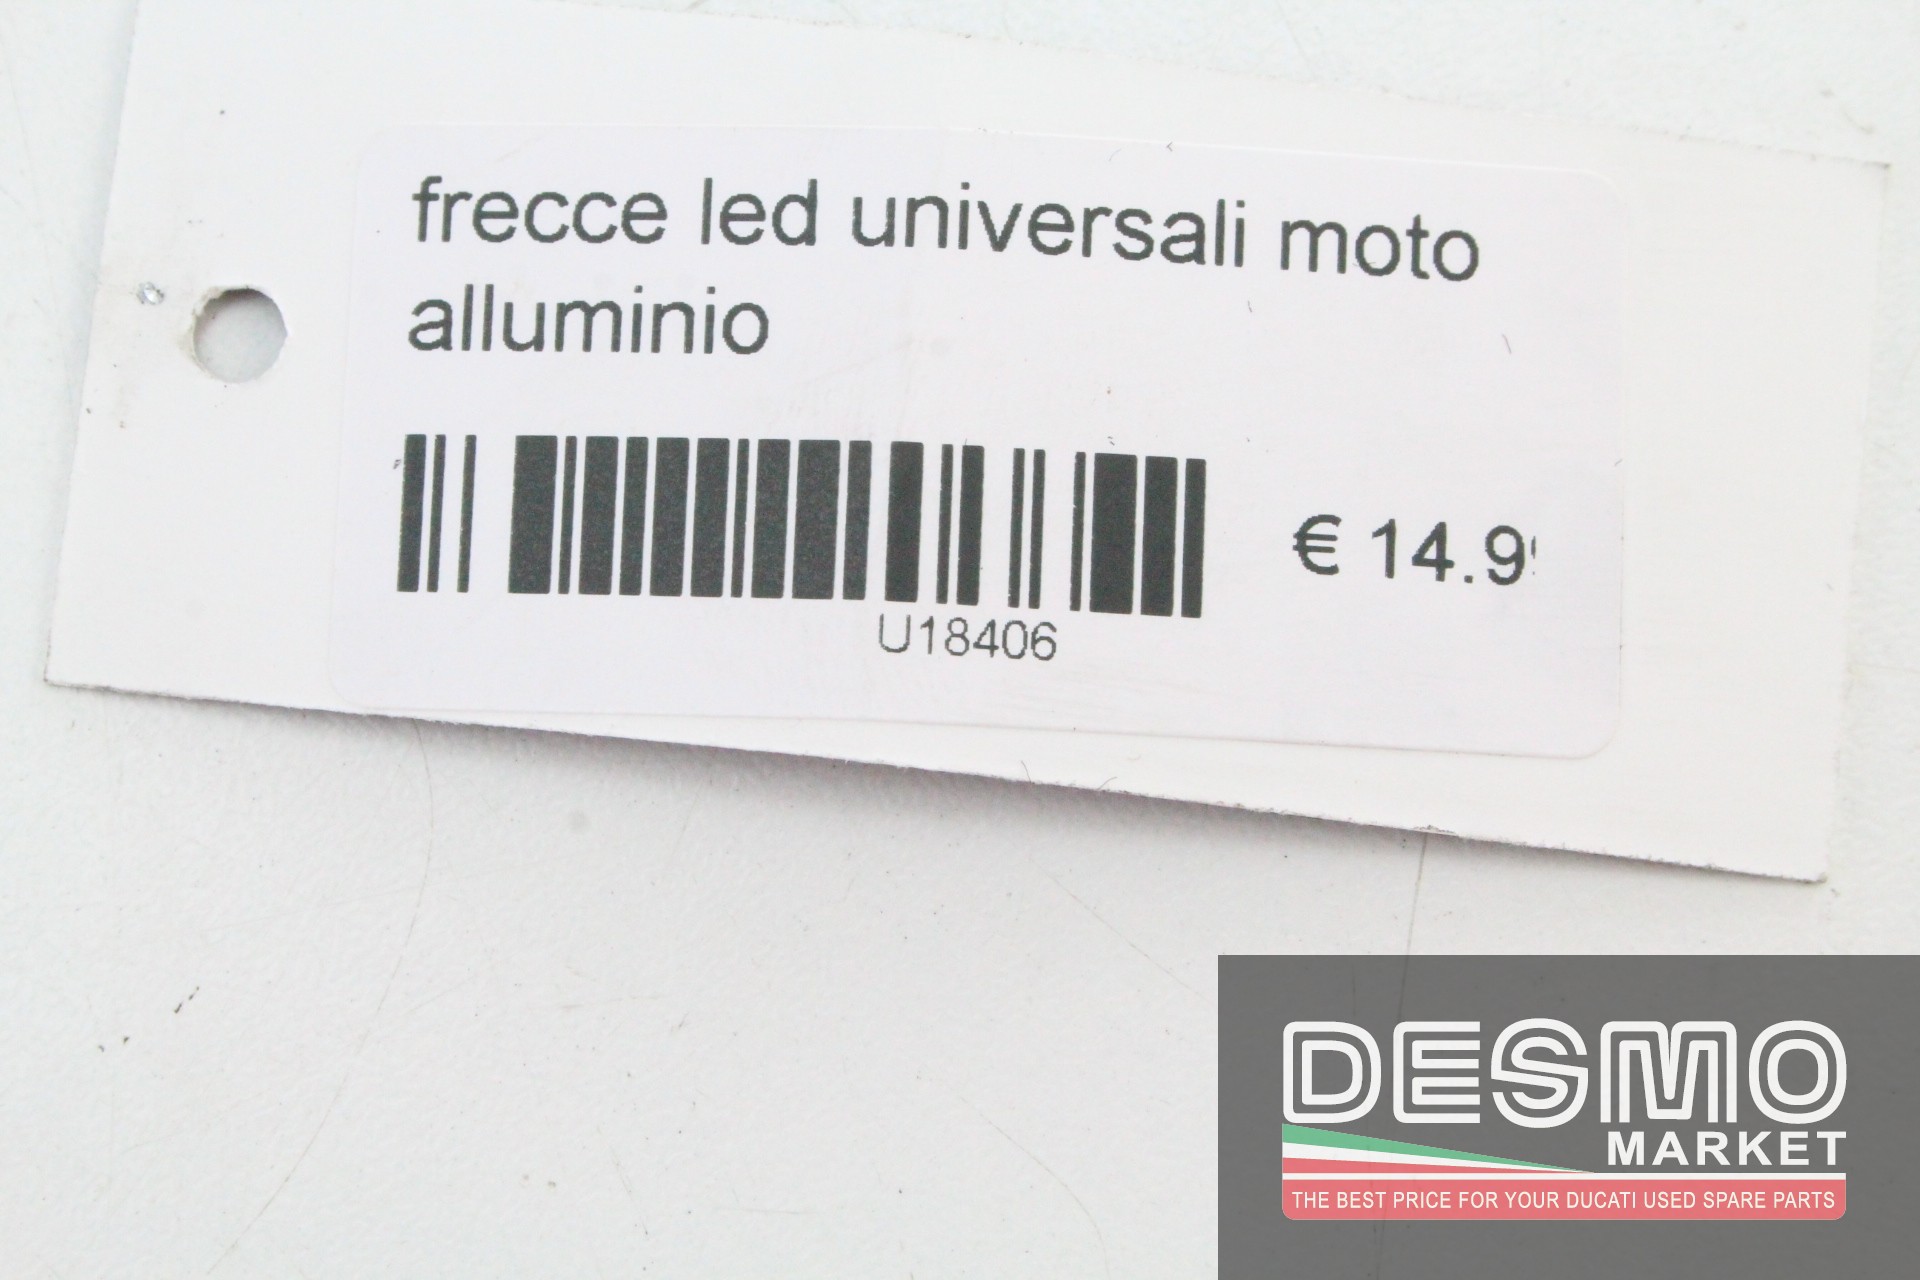 frecce led universali moto
alluminio
€ 14.9
U18406
DESMO
MARKET
THE BEST PRICE FOR YOUR DUCATI USED SPARE PARTS